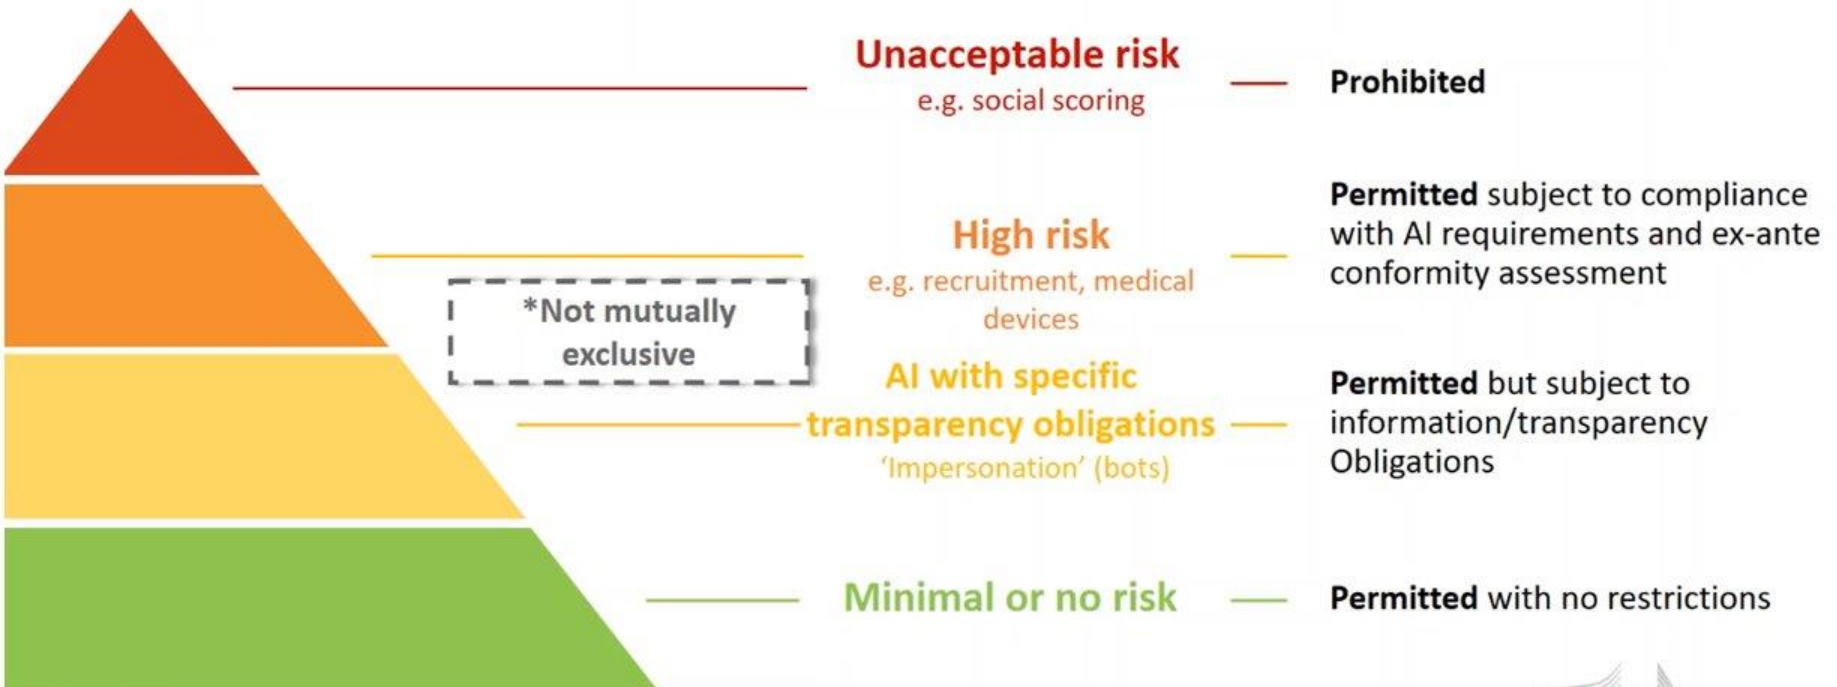 Unacceptable risk
e.g. social scoring
Prohibited
High risk
e.g. recruitment, medical
devices
Permitted subject to compliance
with AI requirements and ex-ante
conformity assessment
*Not mutually
exclusive
AI with specific
transparency obligations
'Impersonation' (bots)
Permitted but subject to
information/transparency
Obligations
Minimal or no risk
Permitted with no restrictions